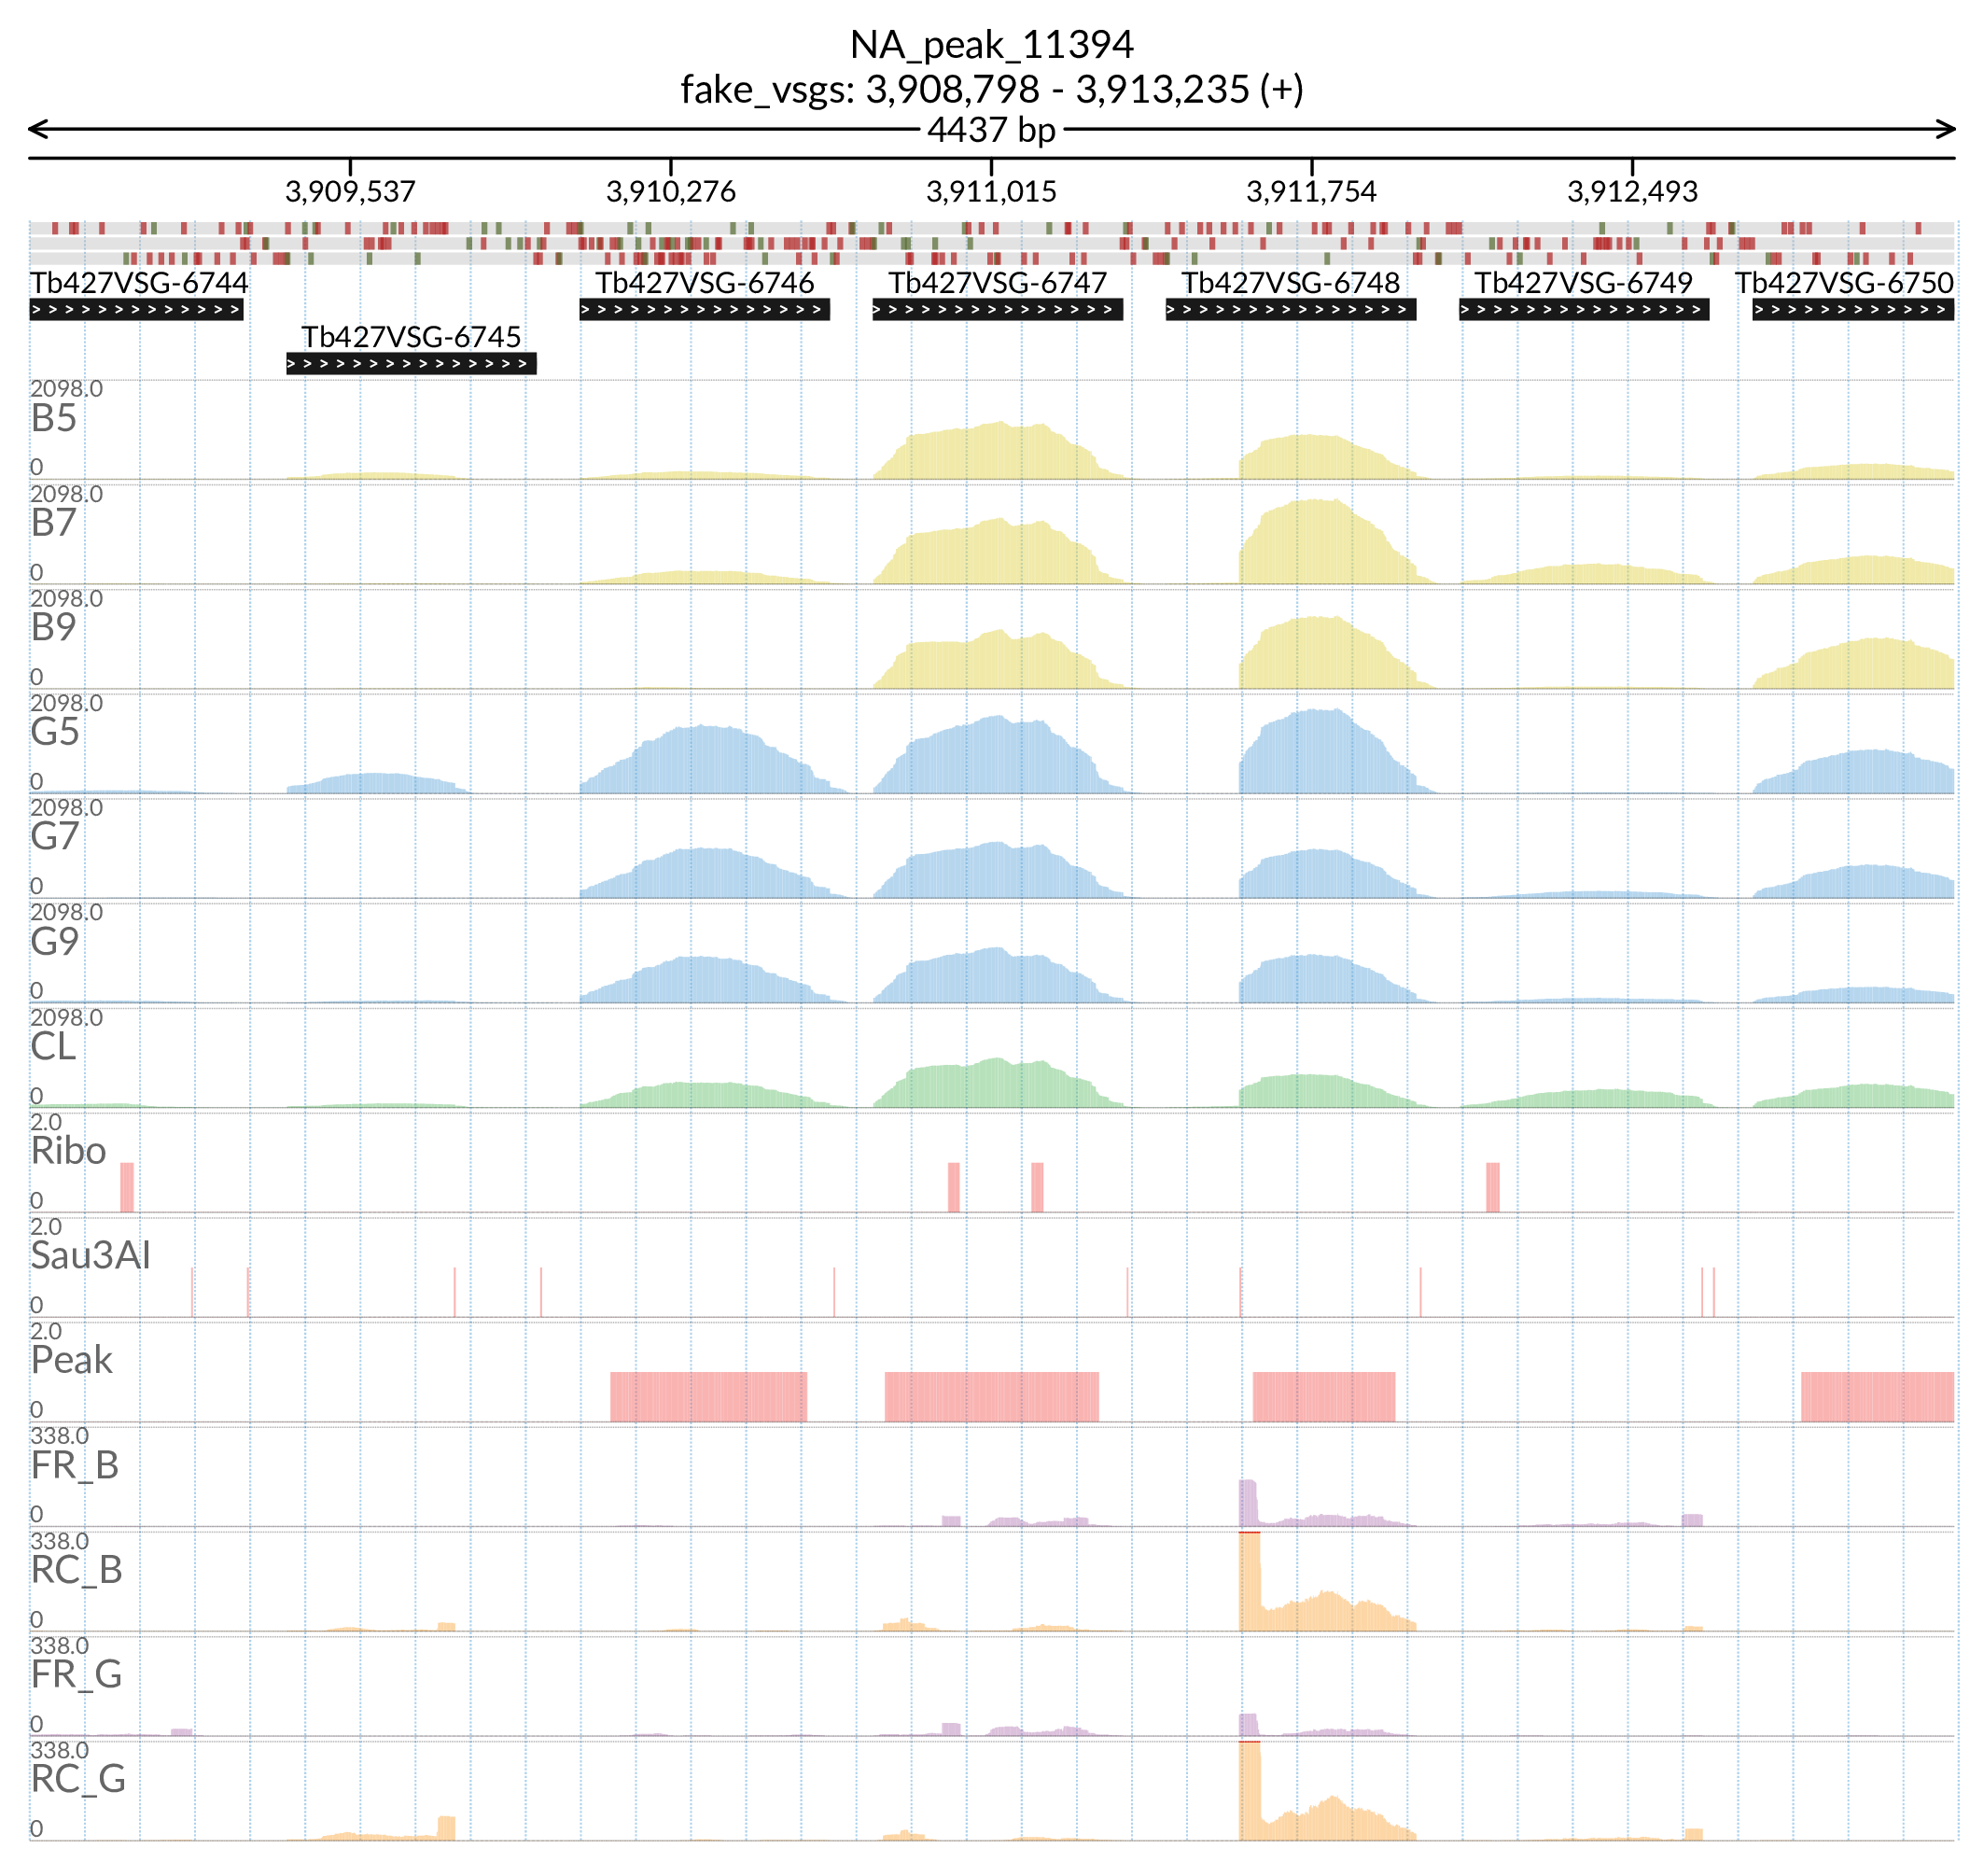 NA_peak_11394
fake_vsgs: 3,908,798 - 3,913,235 (+)
4437 bp
3,909,537 3,910,276 3,911,015 3,911,754 3,912,493
Tb427VSG-6744 Tb427VSG-6746 Tb427VSG-6747 Tb427VSG-6748 Tb427VSG-6749 Tb427VSG-6750
Tb427VSG-6745
2098.0
B5
0
2098.0
B7
0
2098.0
B9
0
2098.0
G5
0
2098.0
G7
0
2098.0
G9
0
2098.0
CL
0
2.0
Ribo
0
2.0
Sau3AI
0
2.0
Peak
0
338.0
FR_B
0
338.0
RC_B
0
338.0
FR_G
0
338.0
RC_G
0